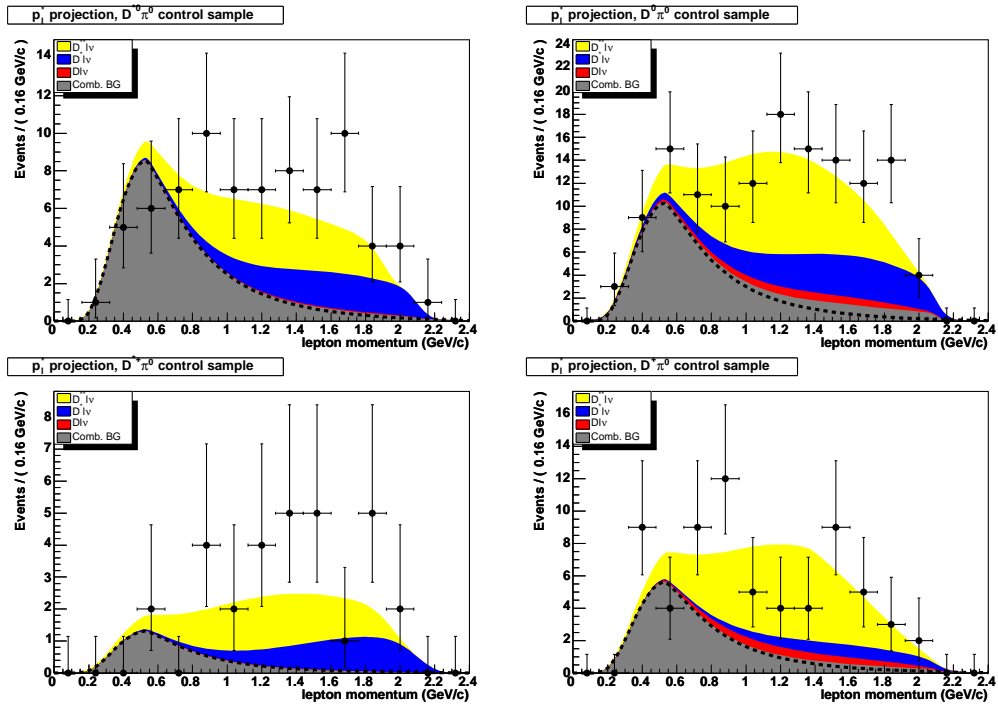 p*l projection, D*0π0 control sample
Events / ( 0.16 GeV/c )
14
12
10
8
6
4
2
0
D**lν
D*lν
Dlν
Comb. BG
0 0.2 0.4 0.6 0.8 1 1.2 1.4 1.6 1.8 2 2.2 2.4
lepton momentum (GeV/c)
p*l projection, D0π0 control sample
Events / ( 0.16 GeV/c )
24
22
20
18
16
14
12
10
8
6
4
2
0
D**lν
D*lν
Dlν
Comb. BG
0 0.2 0.4 0.6 0.8 1 1.2 1.4 1.6 1.8 2 2.2 2.4
lepton momentum (GeV/c)
p*l projection, D*+π0 control sample
Events / ( 0.16 GeV/c )
8
7
6
5
4
3
2
1
0
D**lν
D*lν
Dlν
Comb. BG
0 0.2 0.4 0.6 0.8 1 1.2 1.4 1.6 1.8 2 2.2 2.4
lepton momentum (GeV/c)
p*l projection, D+π0 control sample
Events / ( 0.16 GeV/c )
16
14
12
10
8
6
4
2
0
D**lν
D*lν
Dlν
Comb. BG
0 0.2 0.4 0.6 0.8 1 1.2 1.4 1.6 1.8 2 2.2 2.4
lepton momentum (GeV/c)